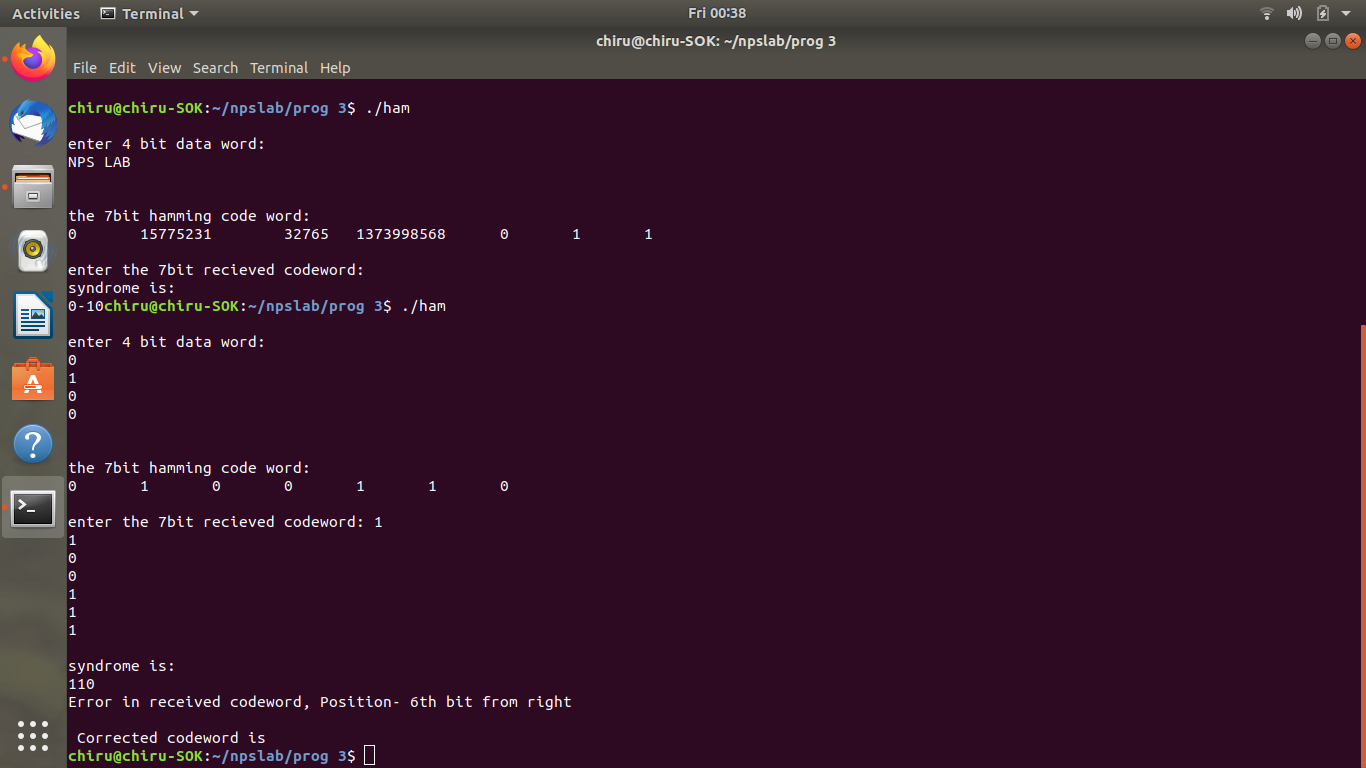 Activities Terminal Fri 00:38
chiru@chiru-SOK: ~/npslab/prog 3
File Edit View Search Terminal Help
chiru@chiru-SOK:~/npslab/prog 3$ ./ham
enter 4 bit data word:
NPS LAB
the 7bit hamming code word:
0 15775231 32765 1373998568 0 1 1
enter the 7bit recieved codeword:
syndrome is:
0-10chiru@chiru-SOK:~/npslab/prog 3$ ./ham
enter 4 bit data word:
0
1
0
0
the 7bit hamming code word:
0 1 0 0 1 1 0
enter the 7bit recieved codeword: 1
1
0
0
1
1
1
syndrome is:
110
Error in received codeword, Position- 6th bit from right
Corrected codeword is
chiru@chiru-SOK:~/npslab/prog 3$